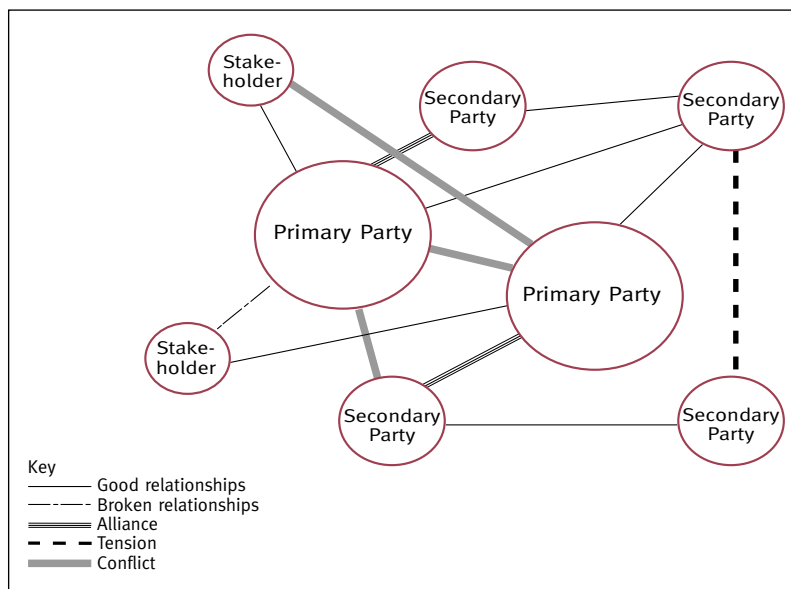 Stake-
holder
Secondary
Party
Secondary
Party
Primary Party
Primary Party
Stake-
holder
Secondary
Party
Secondary
Party
Key
Good relationships
Broken relationships
Alliance
Tension
Conflict